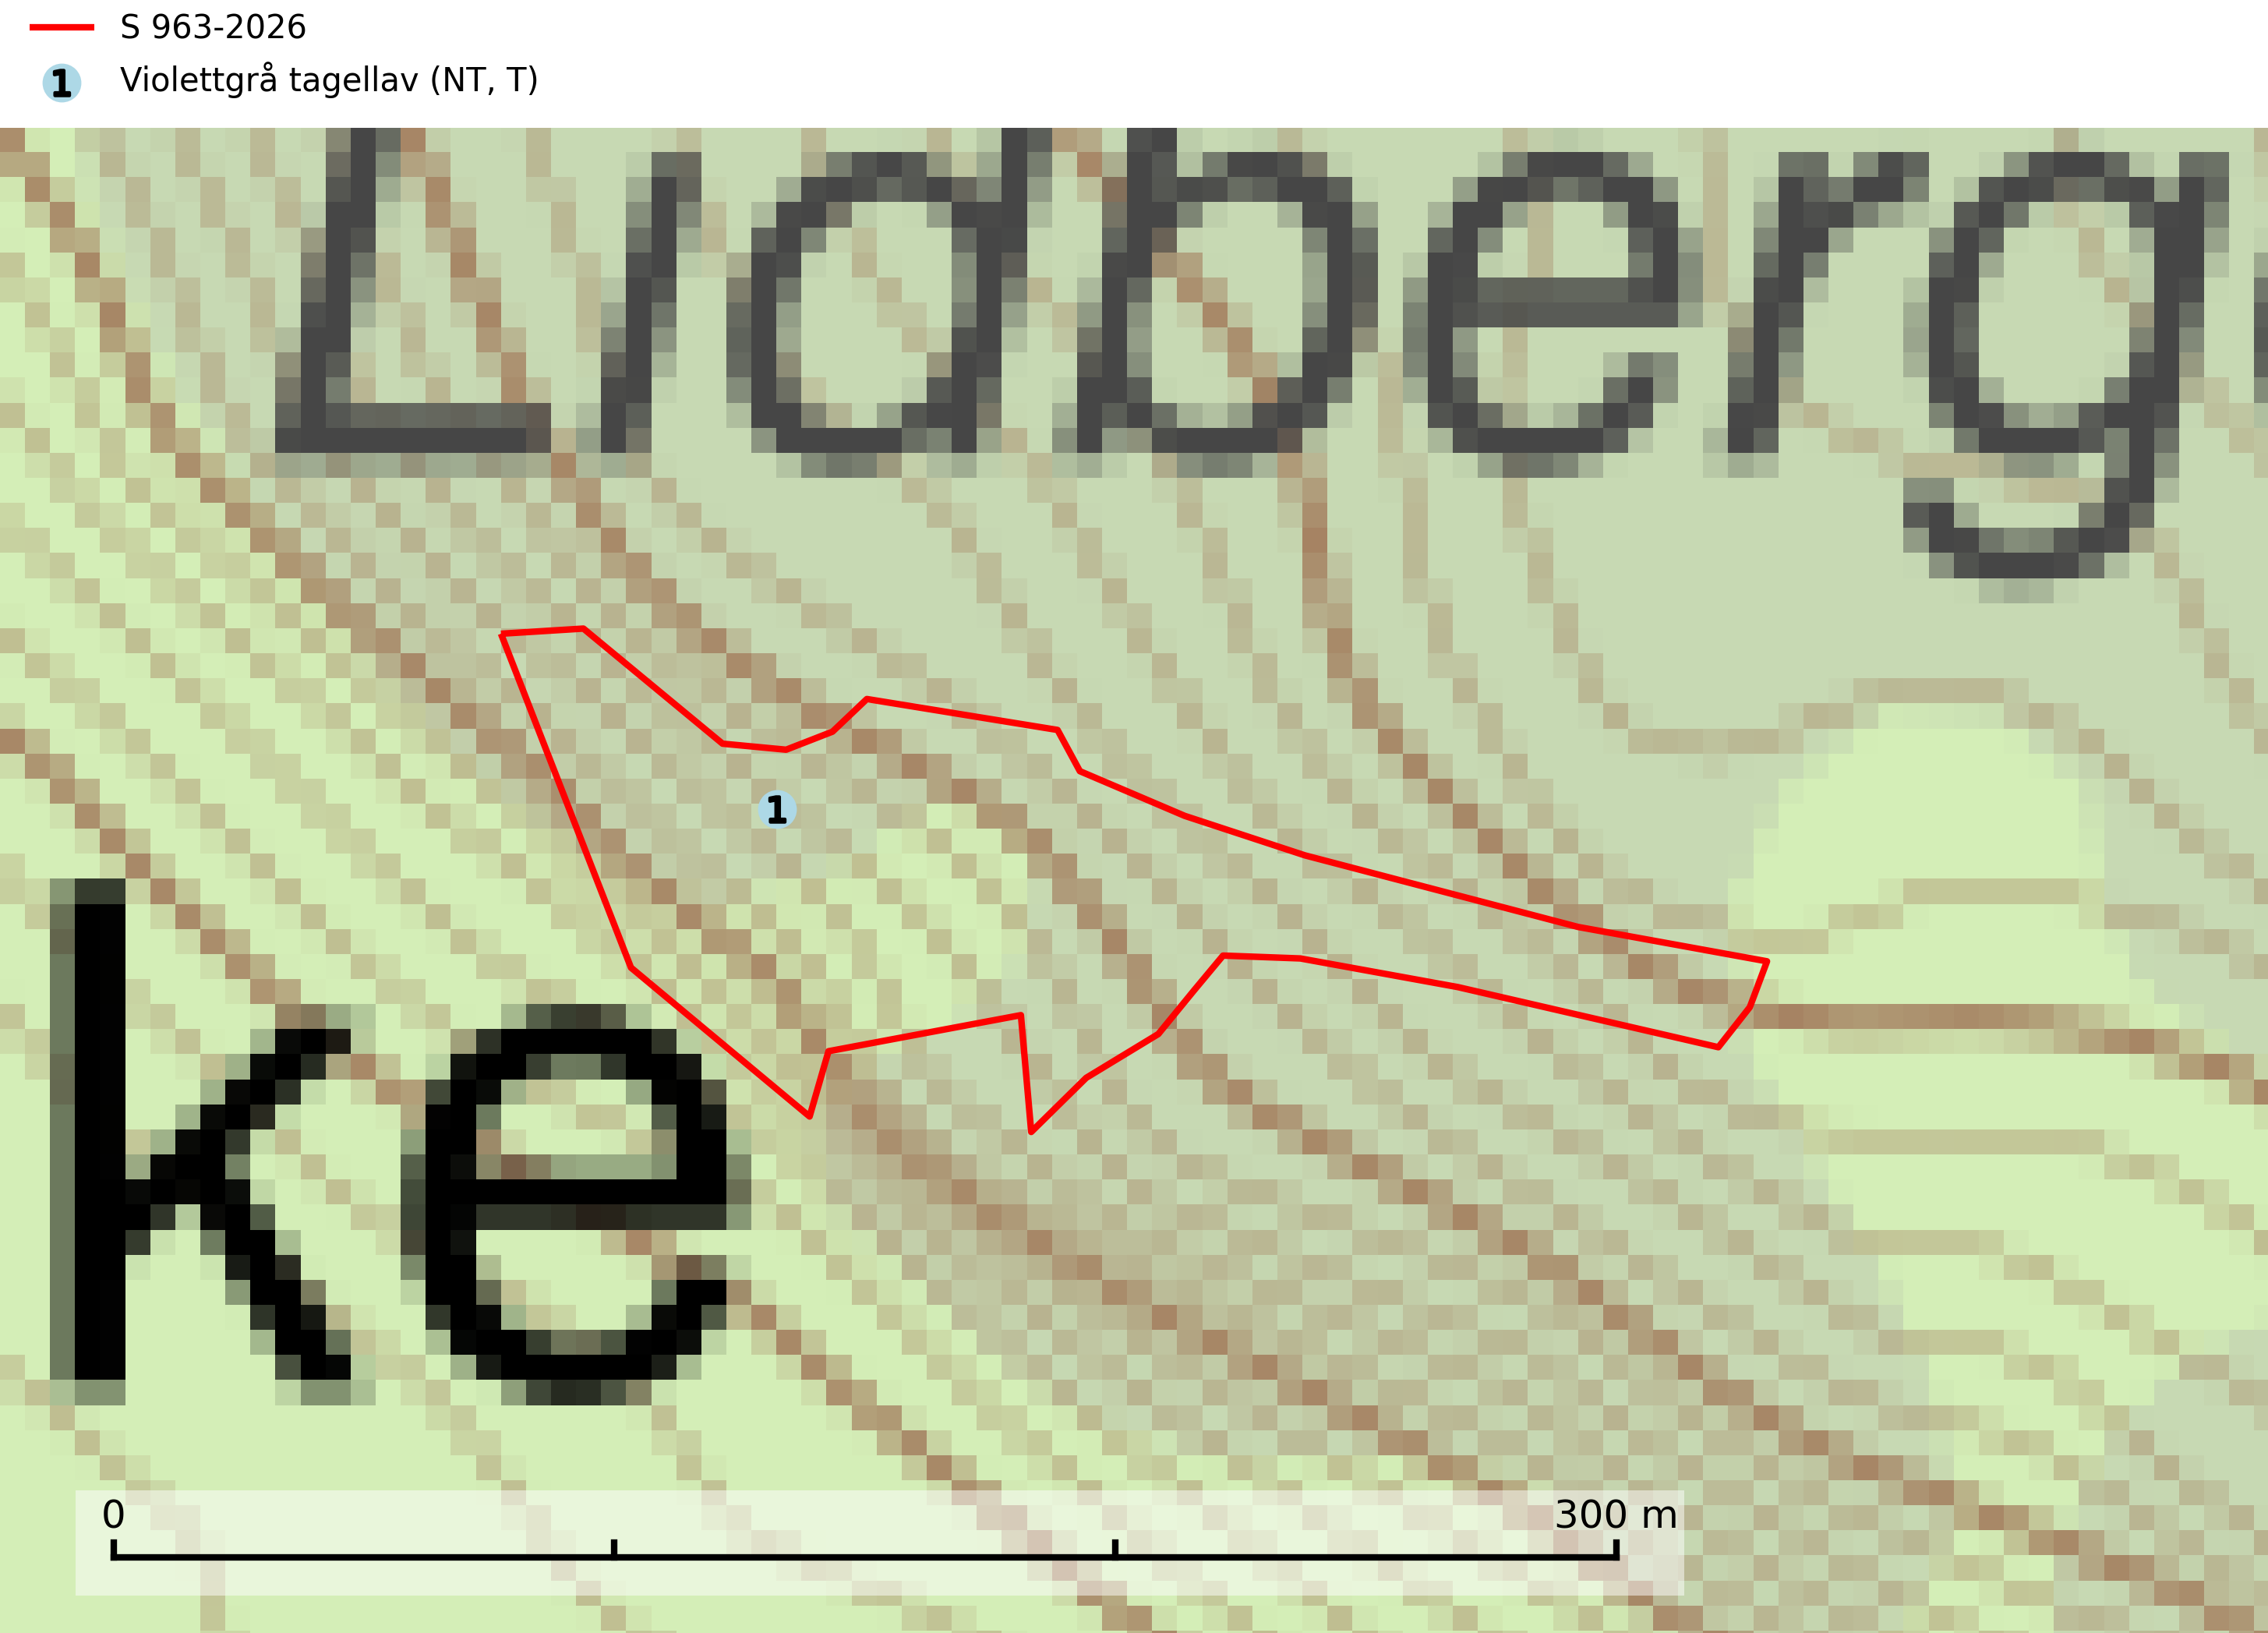 S 963-2026
1 Violettgrå tagellav (NT, T)
Lidberg
1
ke
0 300 m